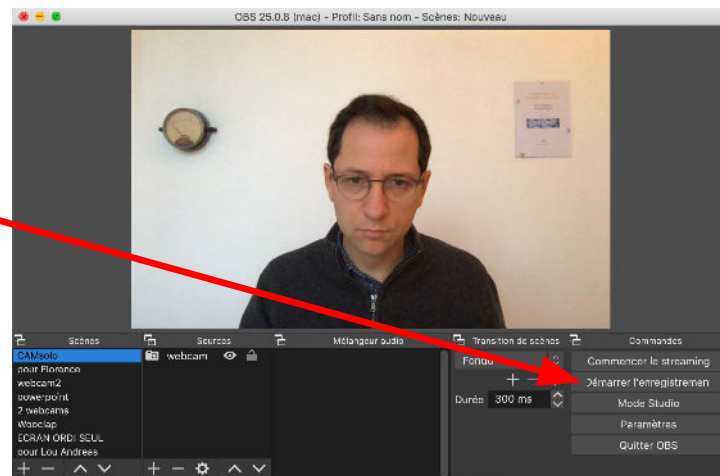 OBS 25.0.8 (mac) - Profil: Sans nom - Scènes: Nouveau
Scènes
Sources
Mélangeur audio
Transition de scènes
Commandes
CAMsolo
pour Florence
webcam2
powerpoint
2 webcams
Wooclap
ECRAN ORDI SEUL
pour Lou Andreas
webcam
Fondu
Durée 300 ms
Commencer le streaming
Démarrer l'enregistremen
Mode Studio
Paramètres
Quitter OBS